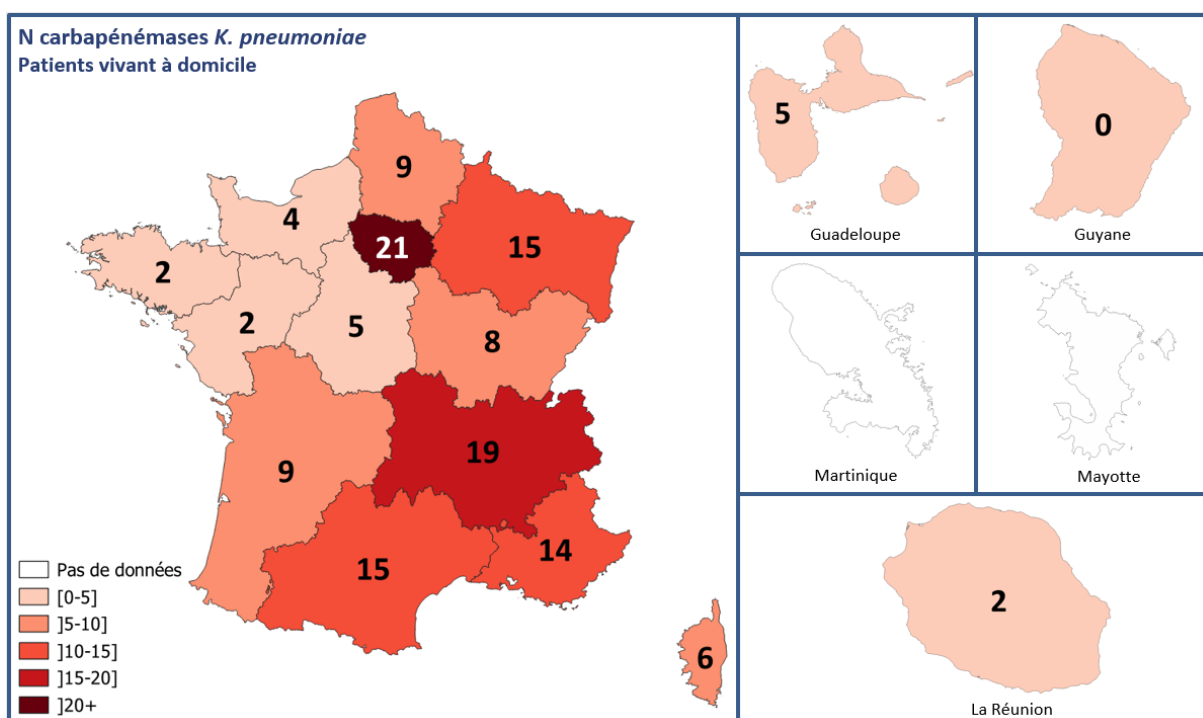 N carbapénémases K. pneumoniae
Patients vivant à domicile
9
4
21
15
2
2
5
8
19
9
14
15
6
Pas de données
[0-5]
]5-10]
]10-15]
]15-20]
]20+
5
Guadeloupe
0
Guyane
Martinique
Mayotte
2
La Réunion